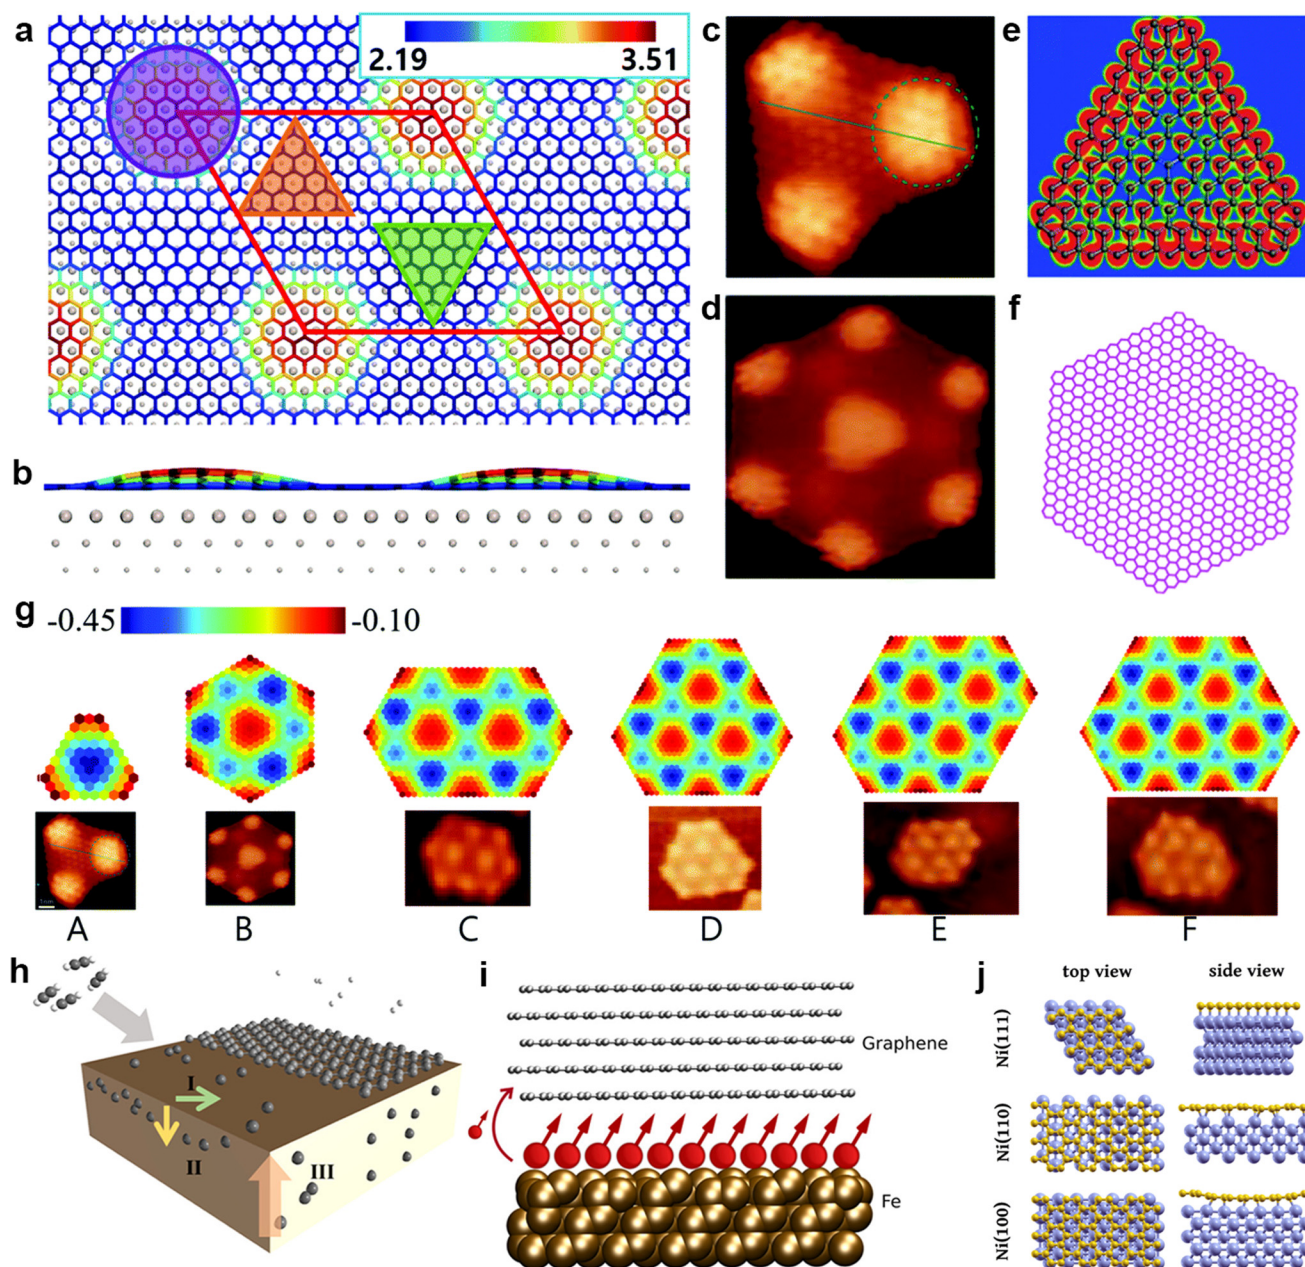 a
2.19
3.51
c
e
d
f
b
g
-0.45
-0.10
A
B
C
D
E
F
h
I
II
III
i
Graphene
Fe
j
top view
side view
Ni(111)
Ni(110)
Ni(100)